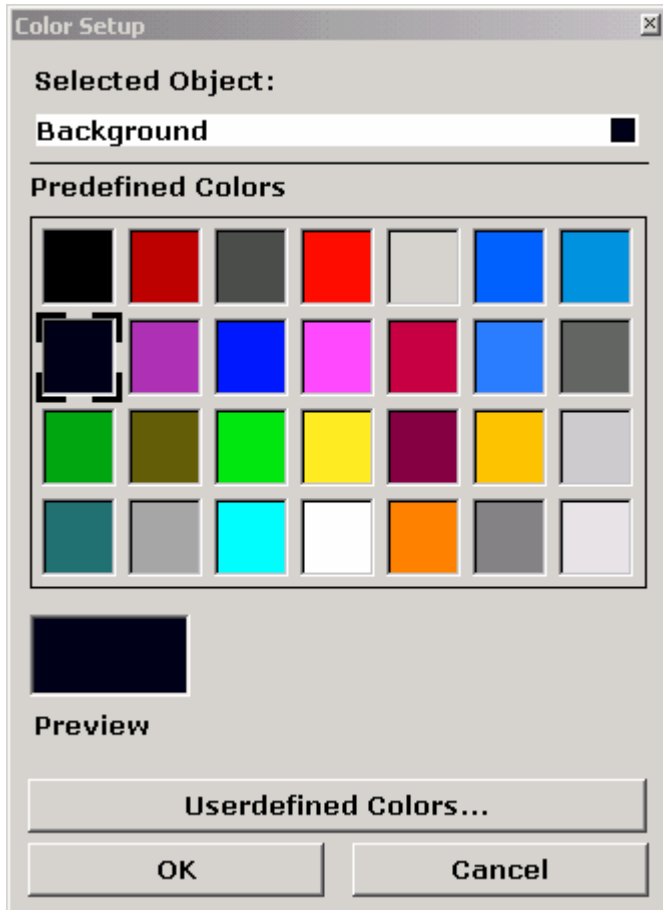 Color Setup
Selected Object:
Background
Predefined Colors
Preview
Userdefined Colors...
OK
Cancel